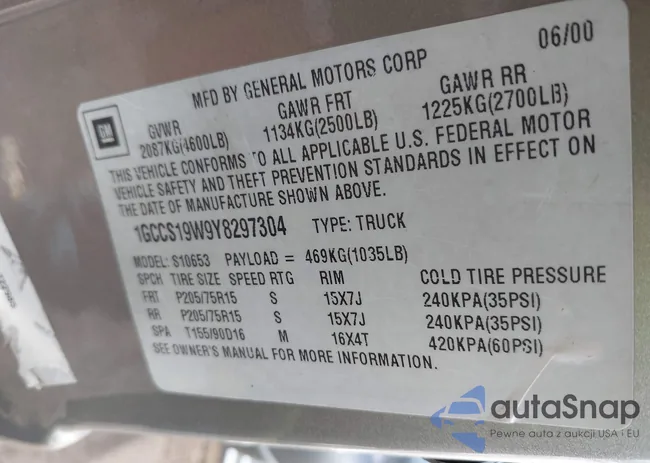 06/00
MFD BY GENERAL MOTORS CORP
GM
GVWR GAWR FRT GAWR RR
2087KG(4600LB) 1134KG(2500LB) 1225KG(2700LB)
THIS VEHICLE CONFORMS TO ALL APPLICABLE U.S. FEDERAL MOTOR
VEHICLE SAFETY AND THEFT PREVENTION STANDARDS IN EFFECT ON
THE DATE OF MANUFACTURE SHOWN ABOVE.
1GCCS19W9Y8297304 TYPE: TRUCK
MODEL: S10653 PAYLOAD = 469KG(1035LB)
SPCH TIRE SIZE SPEED RTG RIM COLD TIRE PRESSURE
FRT P205/75R15 S 15X7J 240KPA(35PSI)
RR P205/75R15 S 15X7J 240KPA(35PSI)
SPA T155/90D16 M 16X4T 420KPA(60PSI)
SEE OWNER'S MANUAL FOR MORE INFORMATION.
autaSnap
Pewne auta z aukcji USA i EU